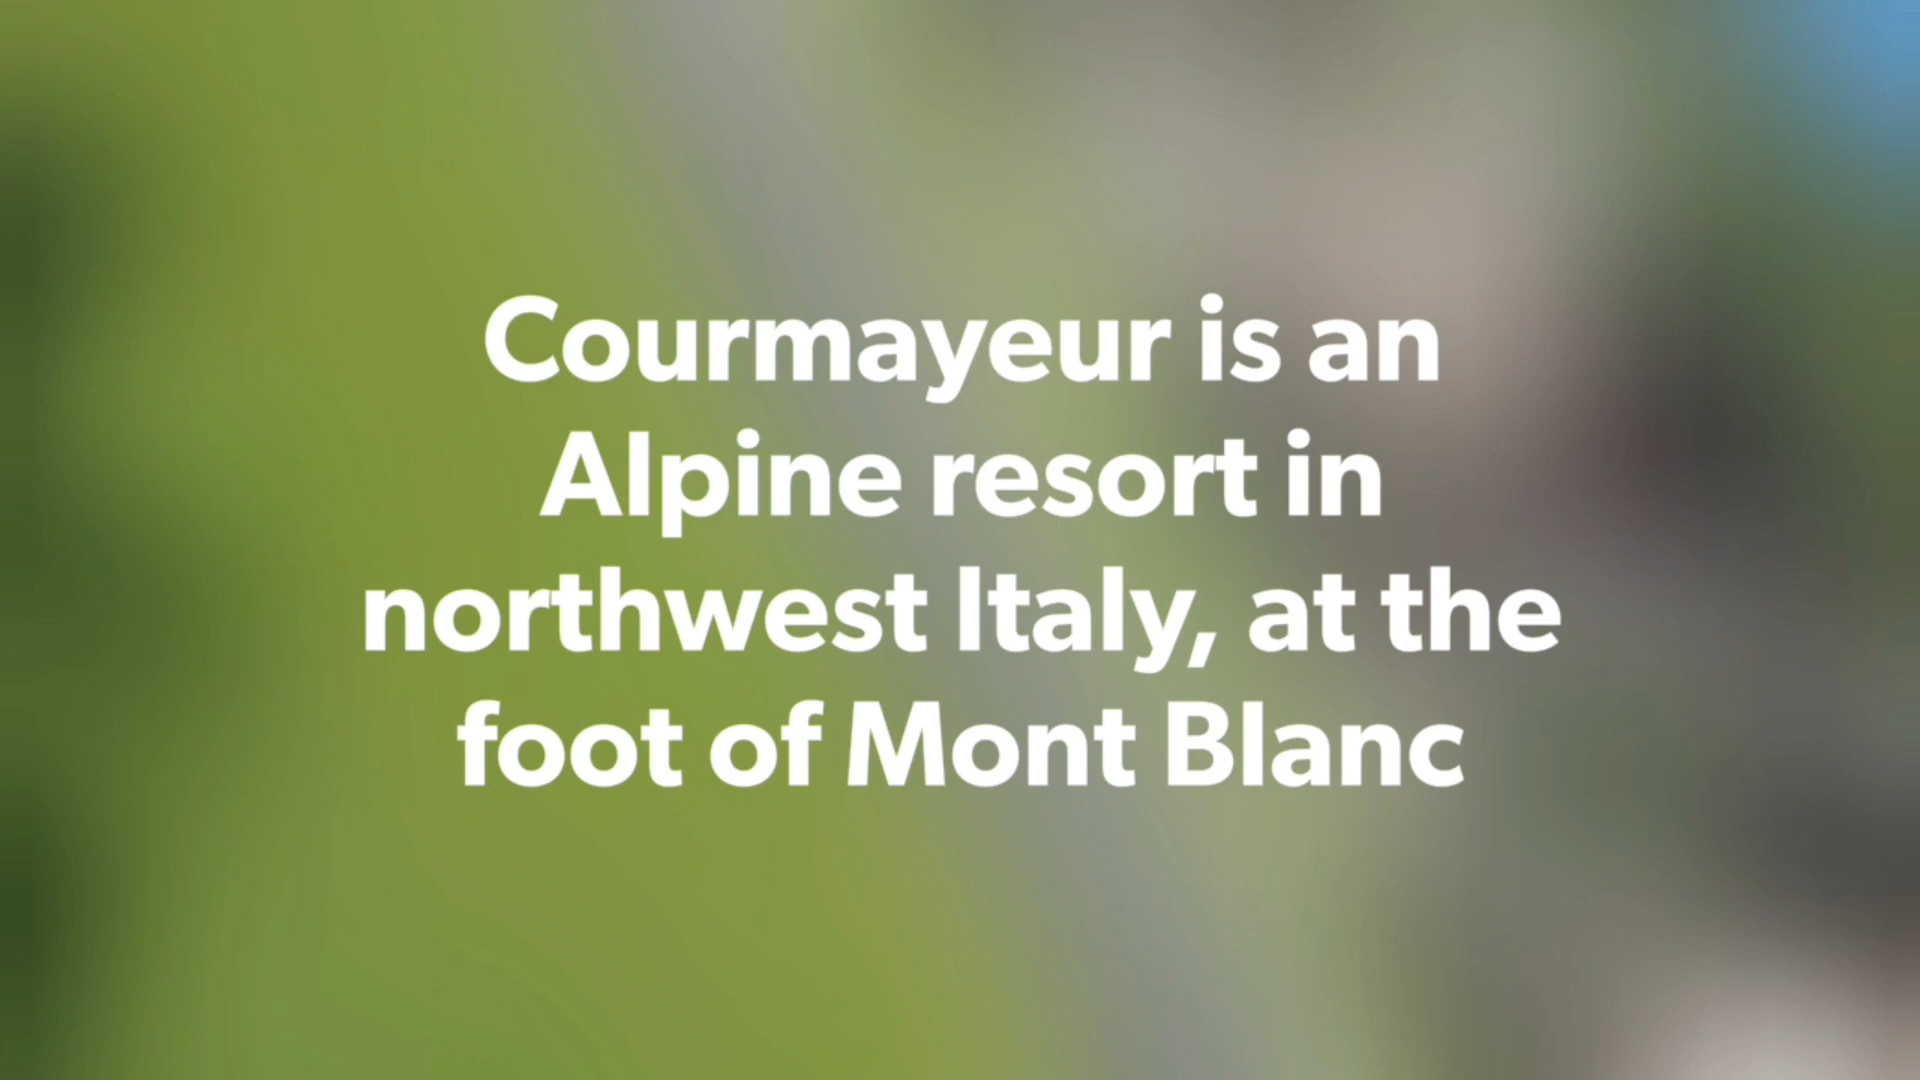 Courmayeur is an
Alpine resort in
northwest Italy, at the
foot of Mont Blanc